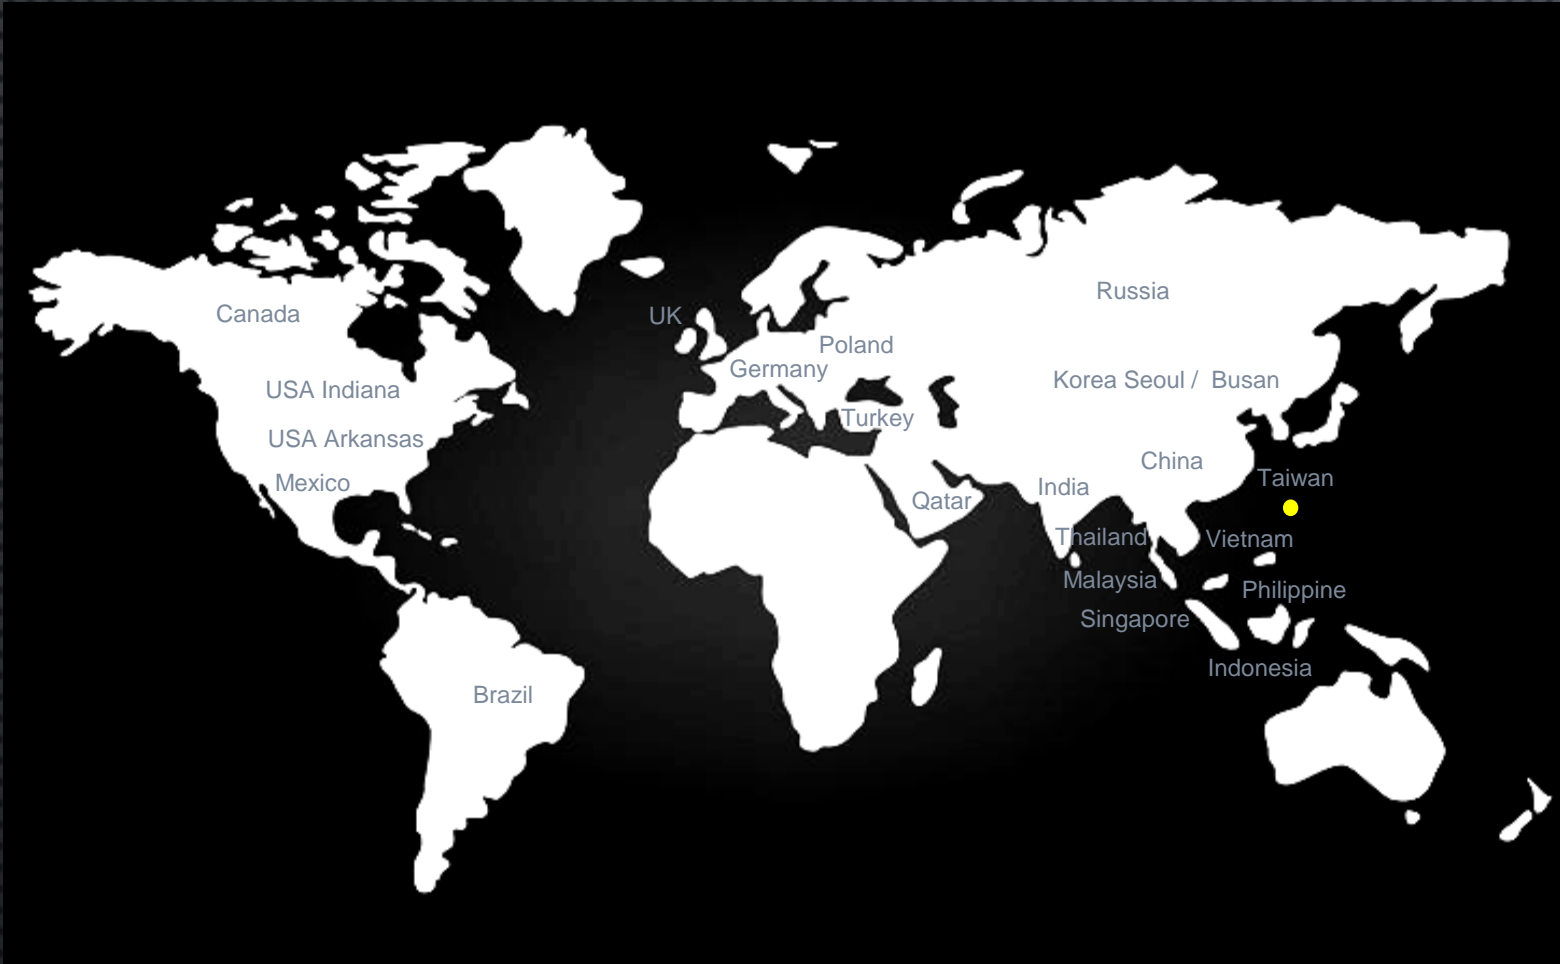 Canada
USA Indiana
USA Arkansas
Mexico
Brazil
UK
Poland
Germany
Turkey
Qatar
Russia
Korea Seoul /  Busan
China
India
Taiwan
Thailand
Vietnam
Malaysia
Philippine
Singapore
Indonesia